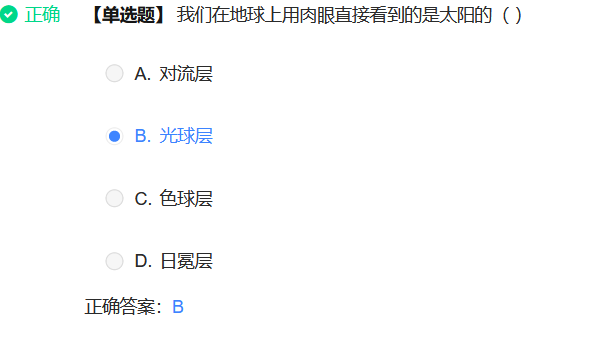 正确 【单选题】 我们在地球上用肉眼直接看到的是太阳的（ ）
A. 对流层
B. 光球层
C. 色球层
D. 日冕层
正确答案：B